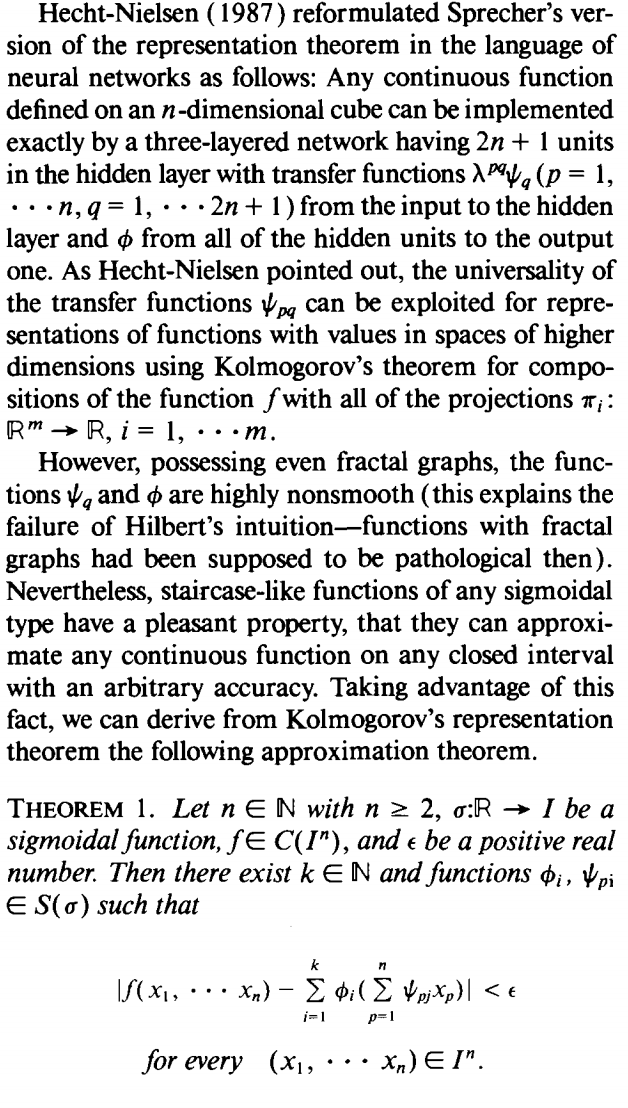 Hecht-Nielsen (1987) reformulated Sprecher's ver-
sion of the representation theorem in the language of
neural networks as follows: Any continuous function
defined on an n-dimensional cube can be implemented
exactly by a three-layered network having 2n + 1 units
in the hidden layer with transfer functions λ^{pq}ψ_q (p = 1,
· · · n, q = 1, · · · 2n + 1) from the input to the hidden
layer and ϕ from all of the hidden units to the output
one. As Hecht-Nielsen pointed out, the universality of
the transfer functions ψ_{pq} can be exploited for repre-
sentations of functions with values in spaces of higher
dimensions using Kolmogorov's theorem for compo-
sitions of the function f with all of the projections π_i:
ℝ^m → ℝ, i = 1, · · · m.
However, possessing even fractal graphs, the func-
tions ψ_q and ϕ are highly nonsmooth (this explains the
failure of Hilbert's intuition—functions with fractal
graphs had been supposed to be pathological then).
Nevertheless, staircase-like functions of any sigmoidal
type have a pleasant property, that they can approxi-
mate any continuous function on any closed interval
with an arbitrary accuracy. Taking advantage of this
fact, we can derive from Kolmogorov's representation
theorem the following approximation theorem.
THEOREM 1. Let n ∈ ℕ with n ≥ 2, σ:ℝ → I be a
sigmoidal function, f ∈ C(I^n), and ϵ be a positive real
number. Then there exist k ∈ ℕ and functions ϕ_i, ψ_{pi}
∈ S(σ) such that
|f(x_1, · · · x_n) − ∑_{i=1}^{k} ϕ_i(∑_{p=1}^{n} ψ_{pj}x_p)| < ϵ
for every (x_1, · · · x_n) ∈ I^n.